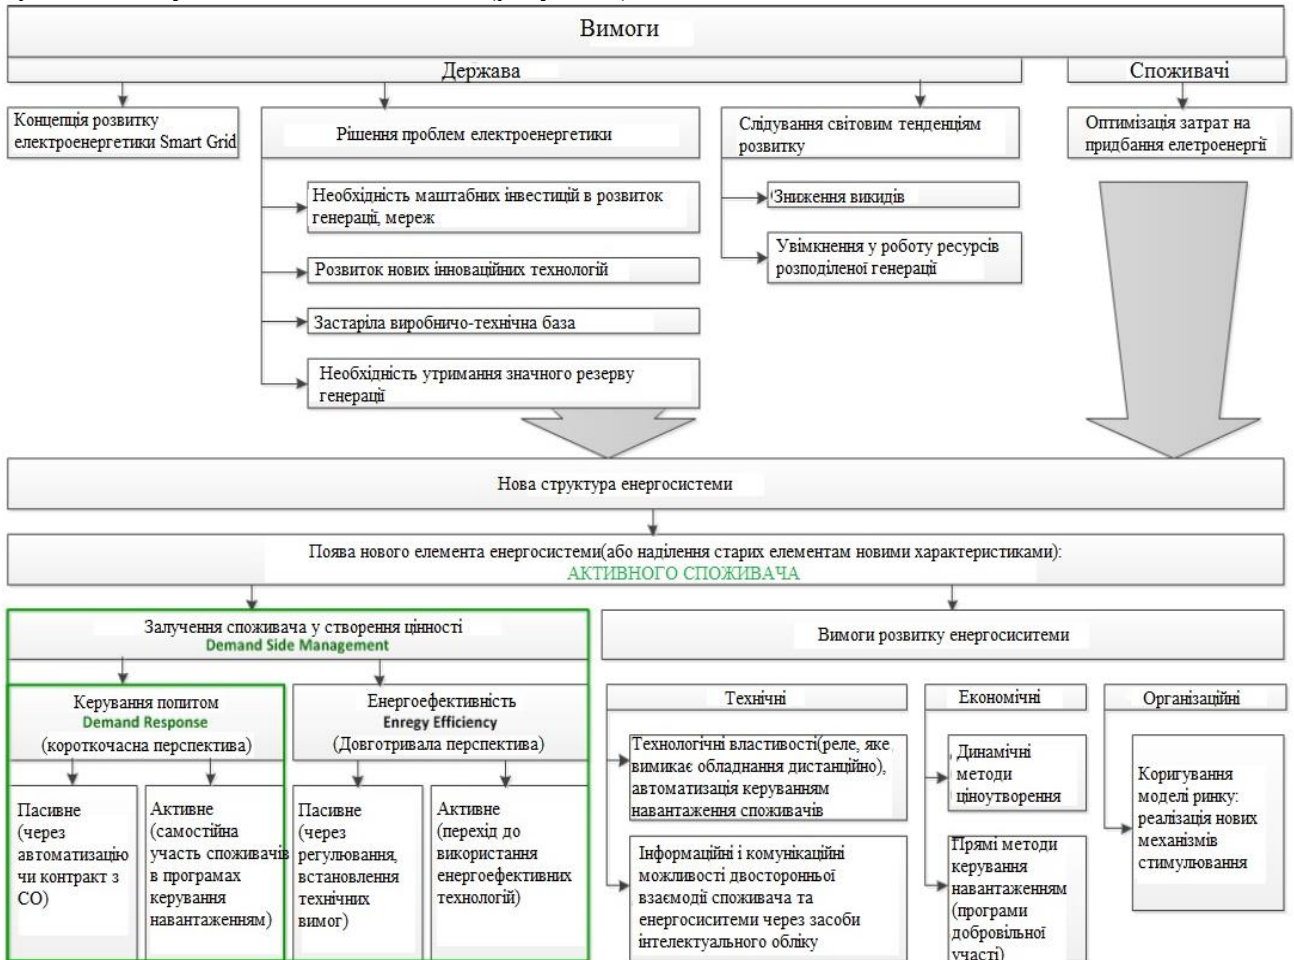 Вимоги
Держава
Споживачі
Концепція розвитку
електроенергетики Smart Grid
Рішення проблем електроенергетики
Слідування світовим тенденціям
розвитку
Оптимізація затрат на
придбання елетроенергії
Необхідність маштабних інвестицій в розвиток
генерації, мереж
Розвиток нових інноваційних технологій
Застаріла виробничо-технічна база
Необхідність утримання значного резерву
генерації
Зниження викидів
Увімкнення у роботу ресурсів
розподіленої генерації
Нова структура енергосистеми
Поява нового елемента енергосистеми(або наділення старих елементам новими характеристиками):
АКТИВНОГО СПОЖИВАЧА
Залучення споживача у створення цінності
Demand Side Management
Вимоги розвитку енергосиситеми
Керування попитом
Demand Response
(короткочасна перспектива)
Енергоефективність
Enregy Efficiency
(Довготривала перспектива)
Пасивне
(через
автоматизацію
чи контракт з
СО)
Активне
(самостійна
участь споживачів
в програмах
керування
навантаженням)
Пасивне
(через
регулювання,
встановлення
технічних
вимог)
Активне
(перехід до
використання
енергоефективних
технологій)
Технічні
Технологічні властивості(реле, яке
вимикає обладнання дистанційно),
автоматизація керуванням
навантаження споживачів
Інформаційні і комунікаційні
можливості двосторонньої
взаємодії споживача та
енергосиситеми через засоби
інтелектуального обліку
Економічні
Динамічні
методи
ціноутворення
Прямі методи
керування
навантаженням
(програми
добровільної
участі)
Організаційні
Коригування
моделі ринку:
реалізація нових
механізмів
стимулювання